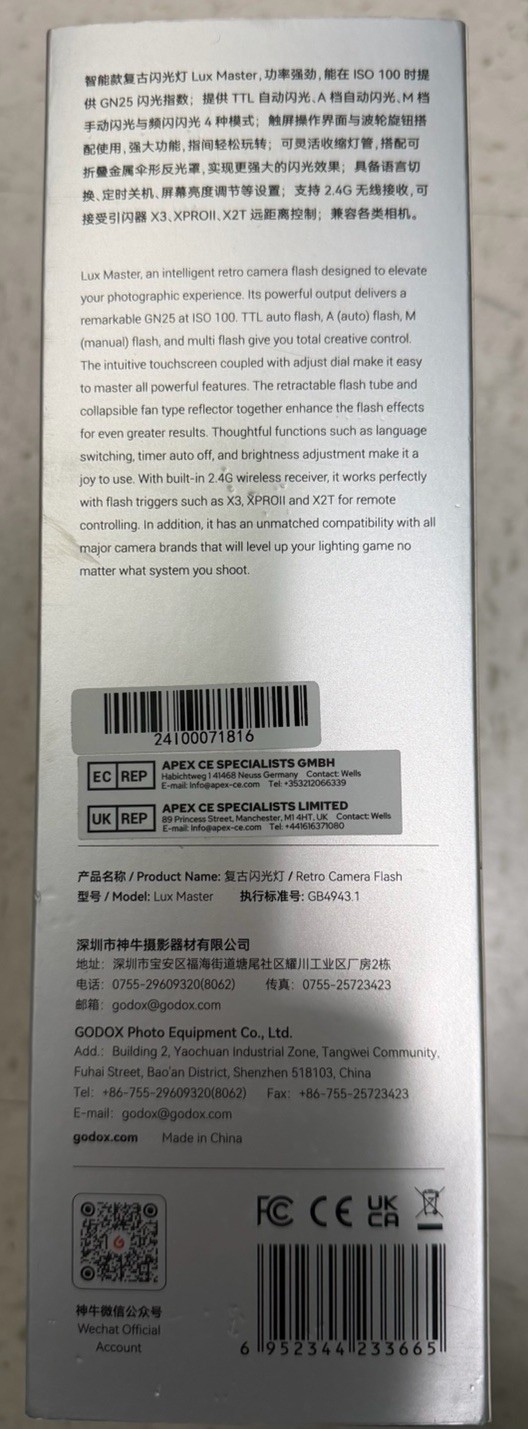 智能款复古闪光灯 Lux Master，功率强劲，能在 ISO 100 时提
供 GN25 闪光指数；提供 TTL 自动闪光、A 档自动闪光、M 档
手动闪光与频闪闪光 4 种模式；触屏操作界面与波轮旋钮搭
配使用，强大功能，指间轻松玩转；可灵活收缩灯管，搭配可
折叠金属伞形反光罩，实现更强大的闪光效果；具备语言切
换、定时关机、屏幕亮度调节等设置；支持 2.4G 无线接收，可
接受引闪器 X3、XPROII、X2T 远距离控制；兼容各类相机。
Lux Master, an intelligent retro camera flash designed to elevate
your photographic experience. Its powerful output delivers a
remarkable GN25 at ISO 100. TTL auto flash, A (auto) flash, M
(manual) flash, and multi flash give you total creative control.
The intuitive touchscreen coupled with adjust dial make it easy
to master all powerful features. The retractable flash tube and
collapsible fan type reflector together enhance the flash effects
for even greater results. Thoughtful functions such as language
switching, timer auto off, and brightness adjustment make it a
joy to use. With built-in 2.4G wireless receiver, it works perfectly
with flash triggers such as X3, XPROII and X2T for remote
controlling. In addition, it has an unmatched compatibility with all
major camera brands that will level up your lighting game no
matter what system you shoot.
24I00071816
EC REP APEX CE SPECIALISTS GMBH
Habichtweg 1 41468 Neuss Germany Contact: Wells
E-mail: Info@apex-ce.com Tel: +353212066339
UK REP APEX CE SPECIALISTS LIMITED
89 Princess Street, Manchester, M1 4HT, UK Contact: Wells
E-mail: Info@apex-ce.com Tel: +441616371080
产品名称 / Product Name: 复古闪光灯 / Retro Camera Flash
型号 / Model: Lux Master 执行标准号: GB4943.1
深圳市神牛摄影器材有限公司
地址：深圳市宝安区福海街道塘尾社区耀川工业区厂房2栋
电话：0755-29609320(8062) 传真：0755-25723423
邮箱：godox@godox.com
GODOX Photo Equipment Co., Ltd.
Add.: Building 2, Yaochuan Industrial Zone, Tangwei Community,
Fuhai Street, Bao'an District, Shenzhen 518103, China
Tel: +86-755-29609320(8062) Fax: +86-755-25723423
E-mail: godox@godox.com
godox.com Made in China
FC CE UK CA
神牛微信公众号
Wechat Official
Account
6 952344 233665